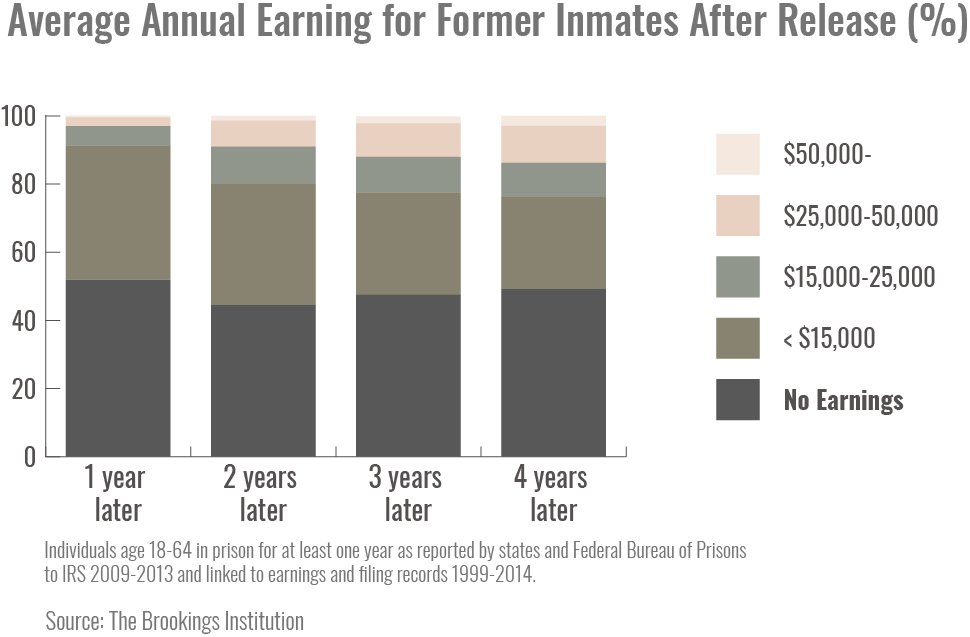 Average Annual Earning for Former Inmates After Release (%)
100
80
60
40
20
0
1 year
later
2 years
later
3 years
later
4 years
later
$50,000-
$25,000-50,000
$15,000-25,000
< $15,000
No Earnings
Individuals age 18-64 in prison for at least one year as reported by states and Federal Bureau of Prisons
to IRS 2009-2013 and linked to earnings and filing records 1999-2014.
Source: The Brookings Institution